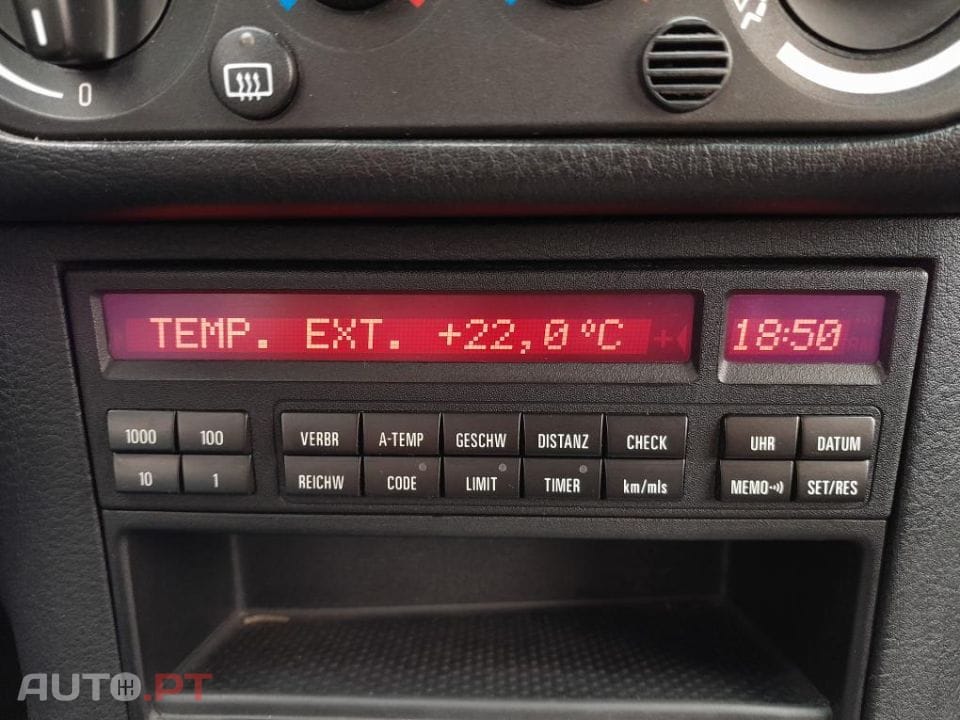 0
TEMP. EXT. +22,0ºC
18:50
1000 100 VERBR A-TEMP GESCHW DISTANZ CHECK UHR DATUM
10 1 REICHW CODE LIMIT TIMER km/mls MEMO SET/RES
AUTO.PT